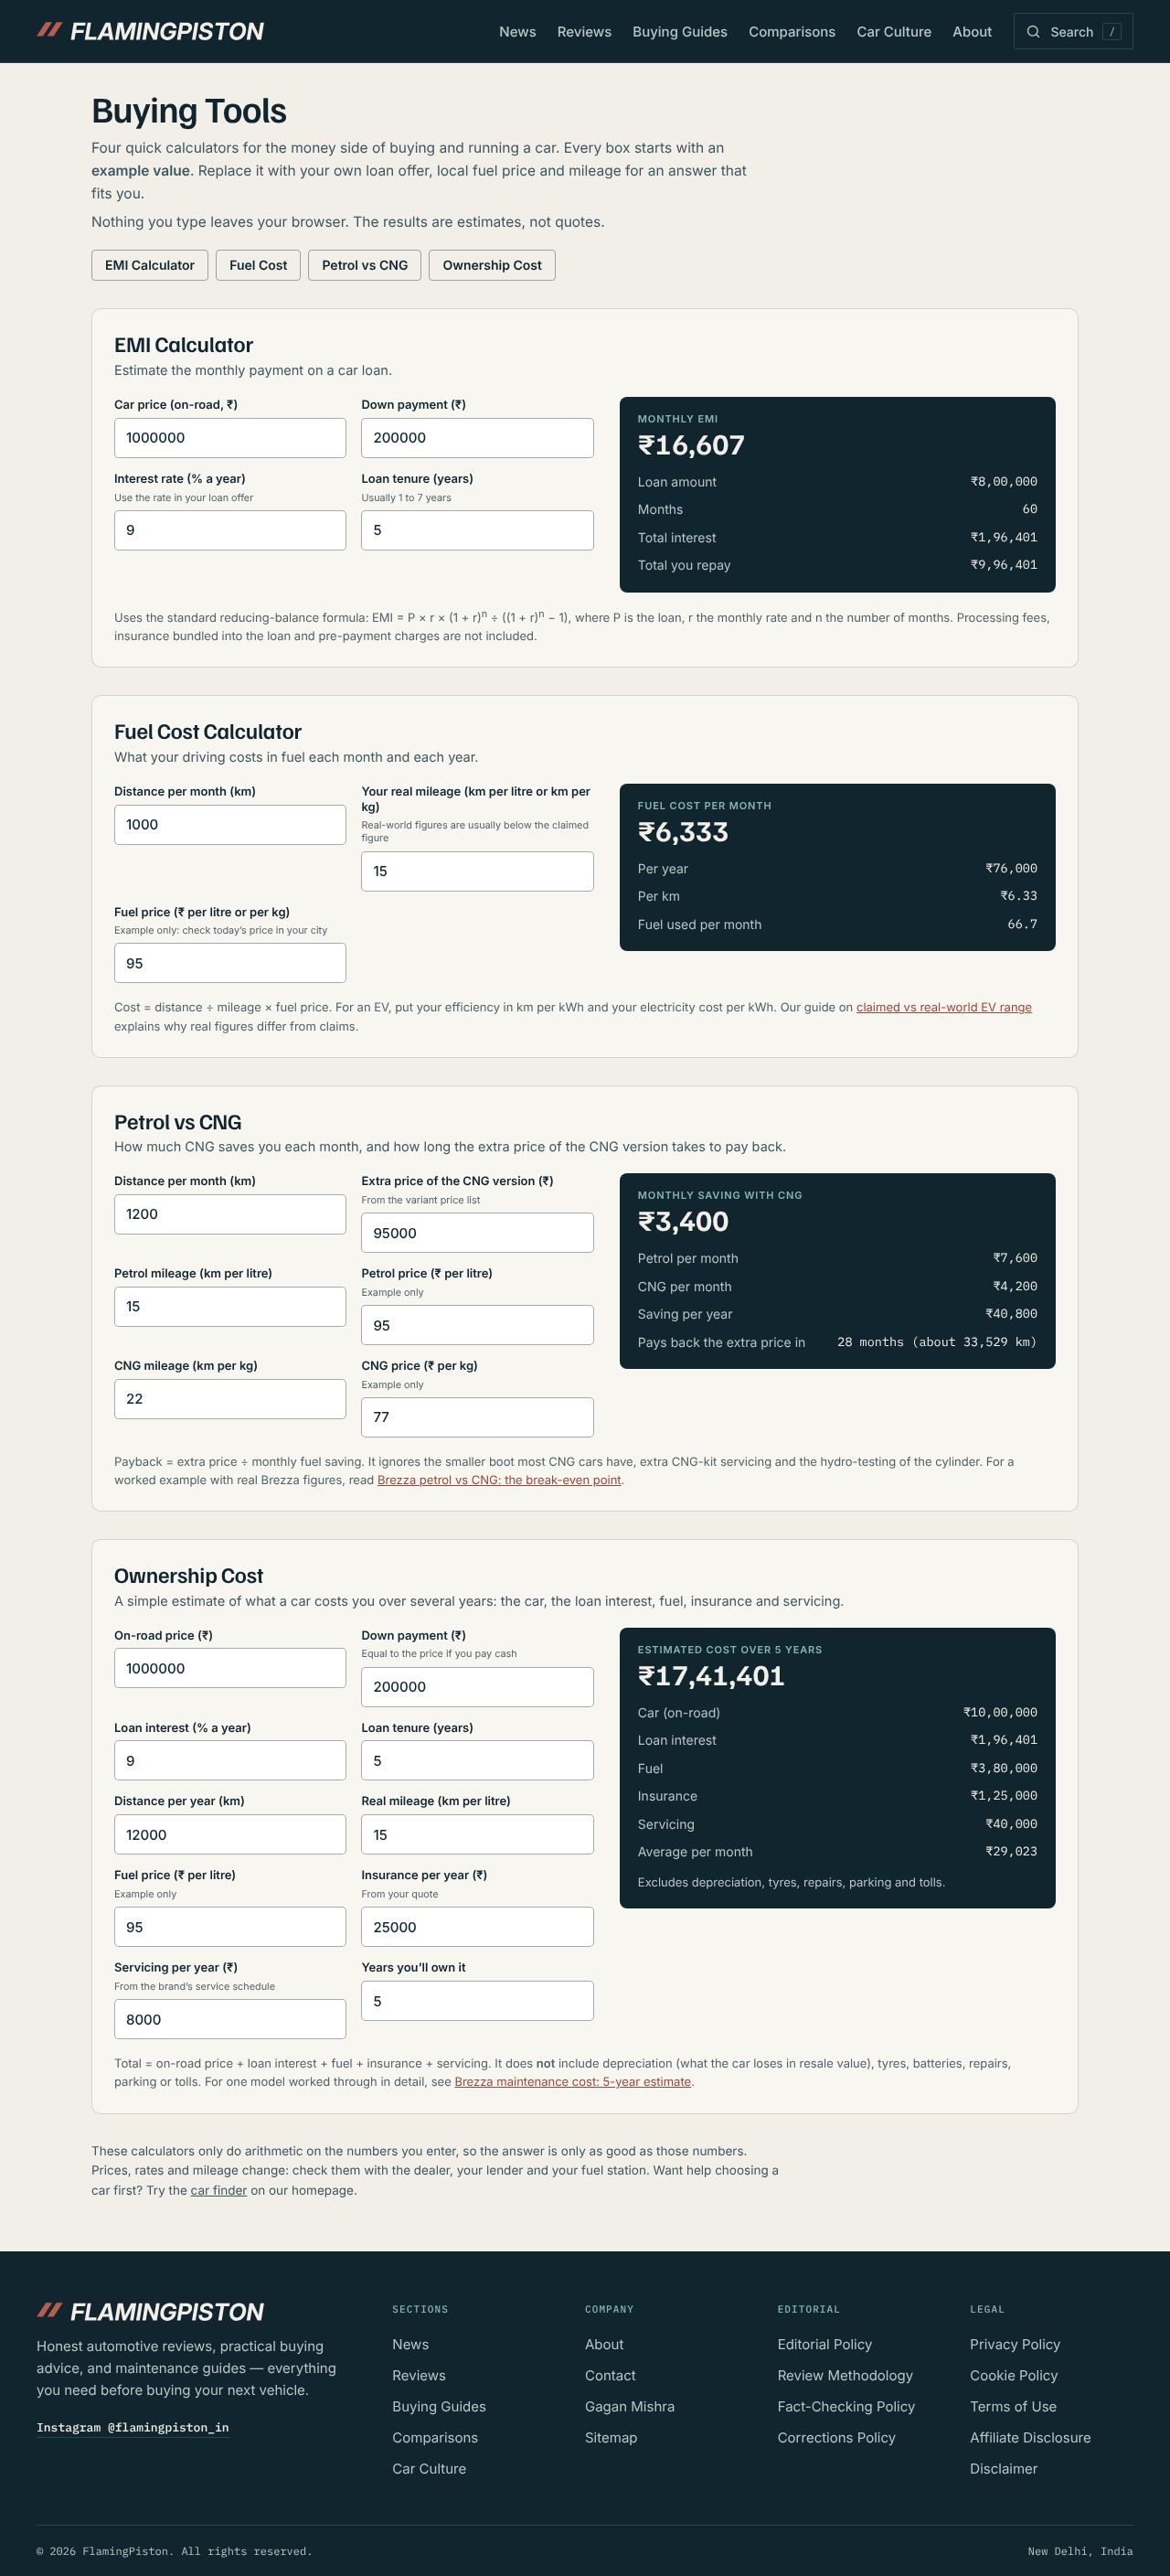 FLAMINGPISTON
News Reviews Buying Guides Comparisons Car Culture About Search /
Buying Tools
Four quick calculators for the money side of buying and running a car. Every box starts with an
example value. Replace it with your own loan offer, local fuel price and mileage for an answer that
fits you.
Nothing you type leaves your browser. The results are estimates, not quotes.
EMI Calculator Fuel Cost Petrol vs CNG Ownership Cost
EMI Calculator
Estimate the monthly payment on a car loan.
Car price (on-road, ₹) Down payment (₹)
1000000 200000
Interest rate (% a year) Loan tenure (years)
Use the rate in your loan offer Usually 1 to 7 years
9 5
MONTHLY EMI
₹16,607
Loan amount ₹8,00,000
Months 60
Total interest ₹1,96,401
Total you repay ₹9,96,401
Uses the standard reducing-balance formula: EMI = P × r × (1 + r)ⁿ ÷ ((1 + r)ⁿ − 1), where P is the loan, r the monthly rate and n the number of months. Processing fees,
insurance bundled into the loan and pre-payment charges are not included.
Fuel Cost Calculator
What your driving costs in fuel each month and each year.
Distance per month (km)
1000
Your real mileage (km per litre or km per
kg)
Real-world figures are usually below the claimed
figure
15
Fuel price (₹ per litre or per kg)
Example only: check today's price in your city
95
FUEL COST PER MONTH
₹6,333
Per year ₹76,000
Per km ₹6.33
Fuel used per month 66.7
Cost = distance ÷ mileage × fuel price. For an EV, put your efficiency in km per kWh and your electricity cost per kWh. Our guide on claimed vs real-world EV range
explains why real figures differ from claims.
Petrol vs CNG
How much CNG saves you each month, and how long the extra price of the CNG version takes to pay back.
Distance per month (km)
1200
Extra price of the CNG version (₹)
From the variant price list
95000
Petrol mileage (km per litre)
15
Petrol price (₹ per litre)
Example only
95
CNG mileage (km per kg)
22
CNG price (₹ per kg)
Example only
77
MONTHLY SAVING WITH CNG
₹3,400
Petrol per month ₹7,600
CNG per month ₹4,200
Saving per year ₹40,800
Pays back the extra price in 28 months (about 33,529 km)
Payback = extra price ÷ monthly fuel saving. It ignores the smaller boot most CNG cars have, extra CNG-kit servicing and the hydro-testing of the cylinder. For a
worked example with real Brezza figures, read Brezza petrol vs CNG: the break-even point.
Ownership Cost
A simple estimate of what a car costs you over several years: the car, the loan interest, fuel, insurance and servicing.
On-road price (₹)
1000000
Down payment (₹)
Equal to the price if you pay cash
200000
Loan interest (% a year) Loan tenure (years)
9 5
Distance per year (km) Real mileage (km per litre)
12000 15
Fuel price (₹ per litre) Insurance per year (₹)
Example only From your quote
95 25000
Servicing per year (₹)
From the brand's service schedule
8000
Years you'll own it
5
ESTIMATED COST OVER 5 YEARS
₹17,41,401
Car (on-road) ₹10,00,000
Loan interest ₹1,96,401
Fuel ₹3,80,000
Insurance ₹1,25,000
Servicing ₹40,000
Average per month ₹29,023
Excludes depreciation, tyres, repairs, parking and tolls.
Total = on-road price + loan interest + fuel + insurance + servicing. It does not include depreciation (what the car loses in resale value), tyres, batteries, repairs,
parking or tolls. For one model worked through in detail, see Brezza maintenance cost: 5-year estimate.
These calculators only do arithmetic on the numbers you enter, so the answer is only as good as those numbers.
Prices, rates and mileage change: check them with the dealer, your lender and your fuel station. Want help choosing a
car first? Try the car finder on our homepage.
FLAMINGPISTON
Honest automotive reviews, practical buying
advice, and maintenance guides — everything
you need before buying your next vehicle.
Instagram @flamingpiston_in
SECTIONS
News
Reviews
Buying Guides
Comparisons
Car Culture
COMPANY
About
Contact
Gagan Mishra
Sitemap
EDITORIAL
Editorial Policy
Review Methodology
Fact-Checking Policy
Corrections Policy
LEGAL
Privacy Policy
Cookie Policy
Terms of Use
Affiliate Disclosure
Disclaimer
© 2026 FlamingPiston. All rights reserved. New Delhi, India